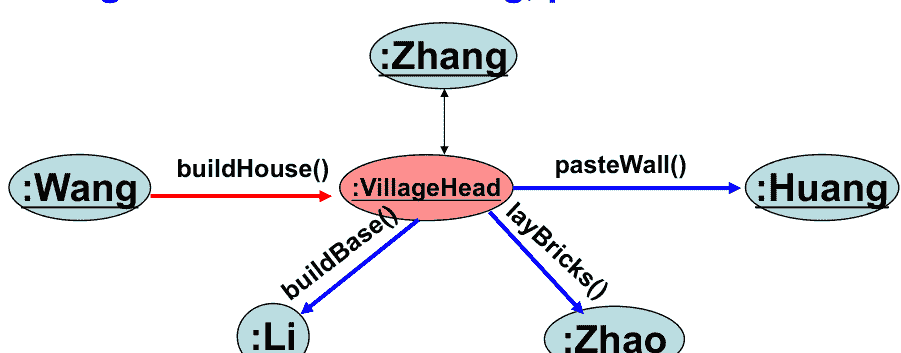 :Zhang
buildHouse()
pasteWall()
:Wang
:VillageHead
:Huang
buildBase()
layBricks()
:Li
:Zhao